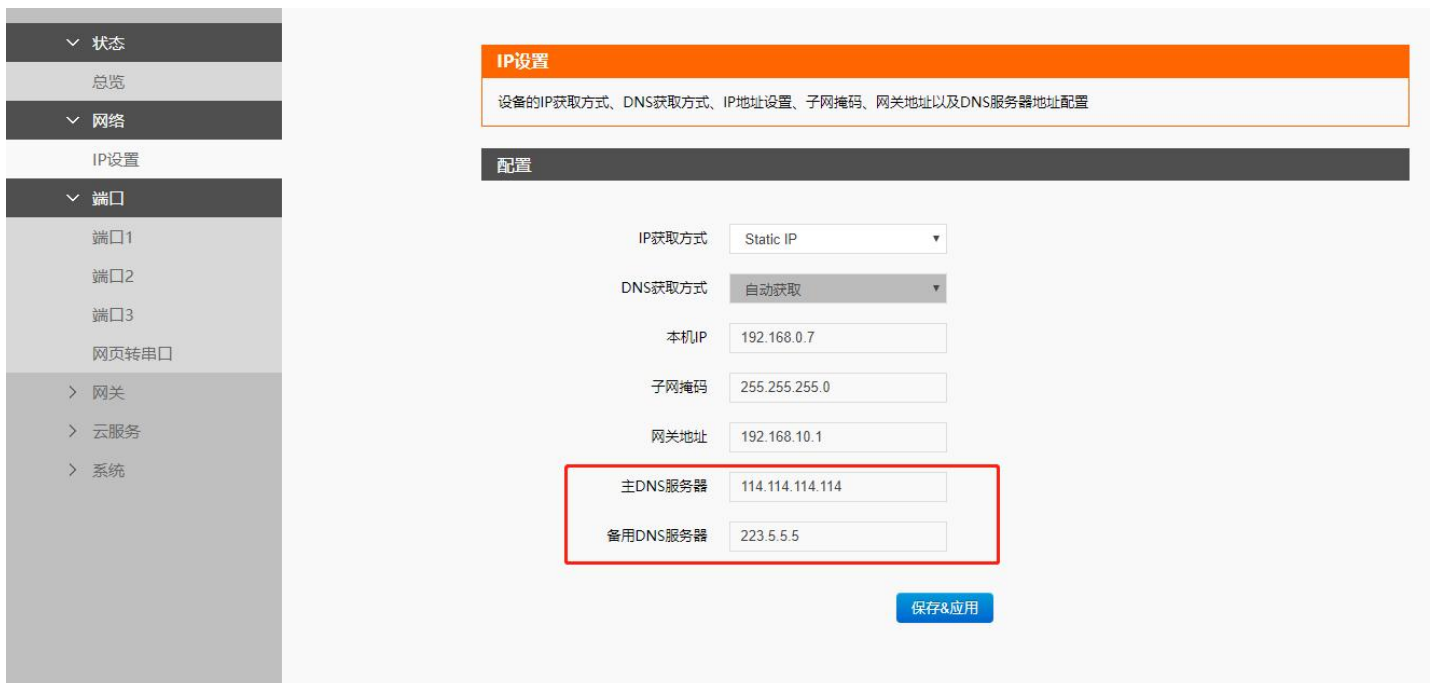 状态
总览
网络
IP设置
端口
端口1
端口2
端口3
网页转串口
网关
云服务
系统
IP设置
设备的IP获取方式、DNS获取方式、IP地址设置、子网掩码、网关地址以及DNS服务器地址配置
配置
IP获取方式 Static IP
DNS获取方式 自动获取
本机IP 192.168.0.7
子网掩码 255.255.255.0
网关地址 192.168.10.1
主DNS服务器 114.114.114.114
备用DNS服务器 223.5.5.5
保存&应用